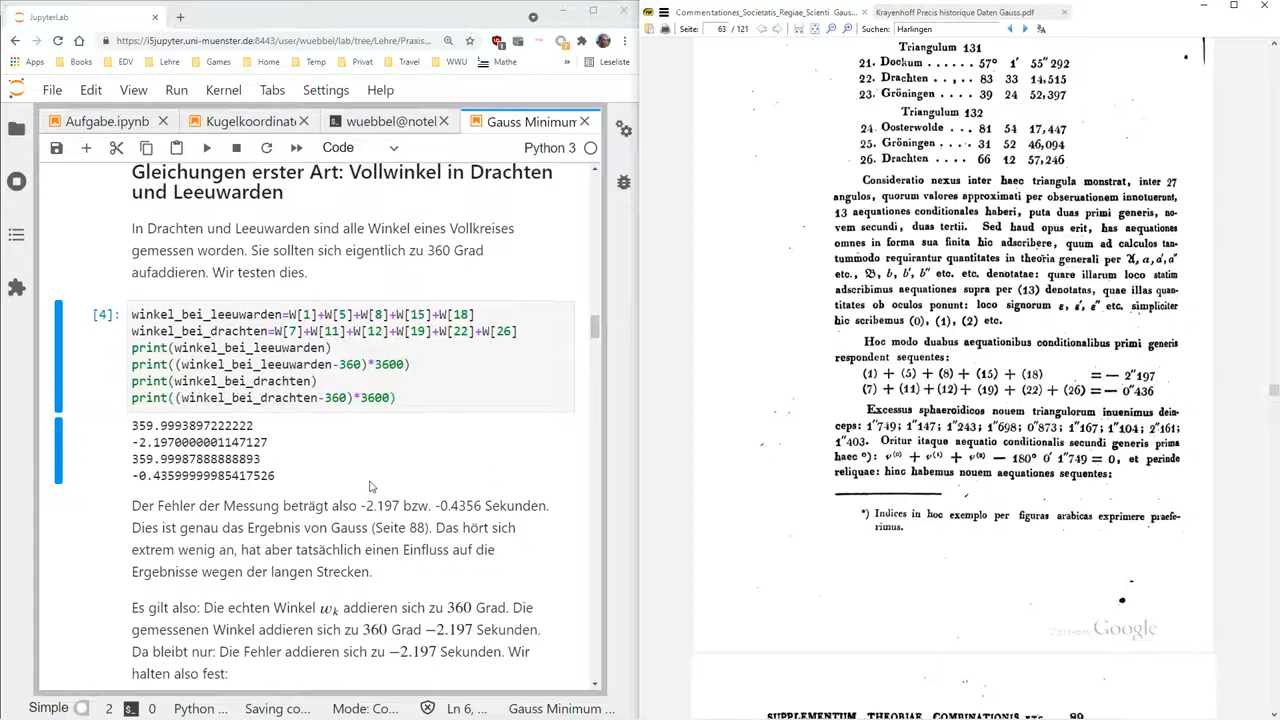 JupyterLab
https://sjupyter.uni-muenster.de:8443/user/wuebbel/lb/tree/Lehre/Praxis...
Apps
Books
EDV
Lehre
Temp
Privat
Travel
WWU
Mathe
»
Leseliste
File
Edit
View
Run
Kernel
Tabs
Settings
Help
Aufgabe.ipynb
wuebbel@notel
Gauss Minimum
Code
Python 3
Gleichungen erster Art: Vollwinkel in Drachten
und Leeuwarden
In Drachten und Leeüwarden sind alle Winkel eines Vollkreises
gemessen worden. Sie sollten sich eigentlich zu 360 Grad
aufaddieren. Wir testen dies.
[4]:
winkel_bei_leeuwarden=W[1]+W[5]+W[8]+W[15]+W[18]
winkel_bei_drachten=W[7]+W[11]+W[12]+W[19]+W[22]+W[26]
print(winkel_bei_leeuwarden)
print((winkel_bei_leeuwarden-360)*3600)
print(winkel_bei_drachten)
print((winkel_bei_drachten-360)*3600)
359.9993897222222
-2.1970000001147127
359.99987888888893
-0.43599999985417526
Der Fehler der Messung beträgt also -2.197 bzw. -0.4356 Sekunden.
Dies ist genau das Ergebnis von Gauss (Seite 88). Das hört sich
extrem wenig an, hat aber tatsächlich einen Einfluss auf die
Ergebnisse wegen der langen Strecken.
Es gilt also: Die echten Winkel wₖ addieren sich zu 360 Grad. Die
gemessenen Winkel addieren sich zu 360 Grad −2.197 Sekunden.
Da bleibt nur: Die Fehler addieren sich zu −2.197 Sekunden. Wir
halten also fest:
Simple
2
0
Python ...
Saving co...
Mode: Co...
Ln 6, ...
Gauss Minimum ...
Commentationes_Societatis_Regiae_Scienti Gaus...
Krayenhoff Precis historique Daten Gauss.pdf
Seite:
63
/ 121
Suchen:
Harlingen
Triangulum 131
21. Dockum . . . . . . 57° 1′ 55″ 292
22. Drachten . . , . . 83 33 14,515
23. Gröningen . . . . 39 24 52,397
Triangulum 132
24. Oosterwolde . . . 81 54 17,447
25. Gröningen . . . . 31 52 46,094
26. Drachten . . . . 66 12 57,246
Consideratio nexus inter haec triangula monstrat, inter 27
angulos, quorum valores approximati per observationem innotuerunt,
13 aequationes conditionales haberi, puta duas primi generis, no-
vem secundi, duas tertii. Sed haud opus erit, has aequationes
omnes in forma sua finita hic adscribere, quum ad calculos tan-
tummodo requirantur quantitates in theoria generali per 𝔄, a, a′, a″
etc., 𝔅, b, b′, b″ etc. etc. denotatae: quare illarum loco statim
adscribimus aequationes supra per (13) denotatas, quae illas quan-
titates ob oculos ponunt: loco signorum ε, ε′, ε″ etc. simpliciter
hic scribemus (0), (1), (2) etc.
Hoc modo duabus aequationibus conditionalibus primi generis
respondent sequentes:
(1) + (5) + (8) + (15) + (18) = — 2″197
(7) + (11) + (12) + (19) + (22) + (26) = — 0″436
Excessus sphaeroidicos nouem triangulorum inuenimus dein-
ceps: 1″749; 1″147; 1″243; 1″698; 0″873; 1″167; 1″104; 2″161;
1″403. Oritur itaque aequatio conditionalis secundi generis prima
haec *): v⁽⁰⁾ + v⁽¹⁾ + v⁽²⁾ — 180° 0′ 1″749 = 0, et perinde
reliquae: hinc habemus nouem aequationes sequentes:
*) Indices in hoc exemplo per figuras arabicas exprimere praefe-
rimus.
Google
SUPPLEMENTUM THEORIAE COMBINATIONIS ETC. 89